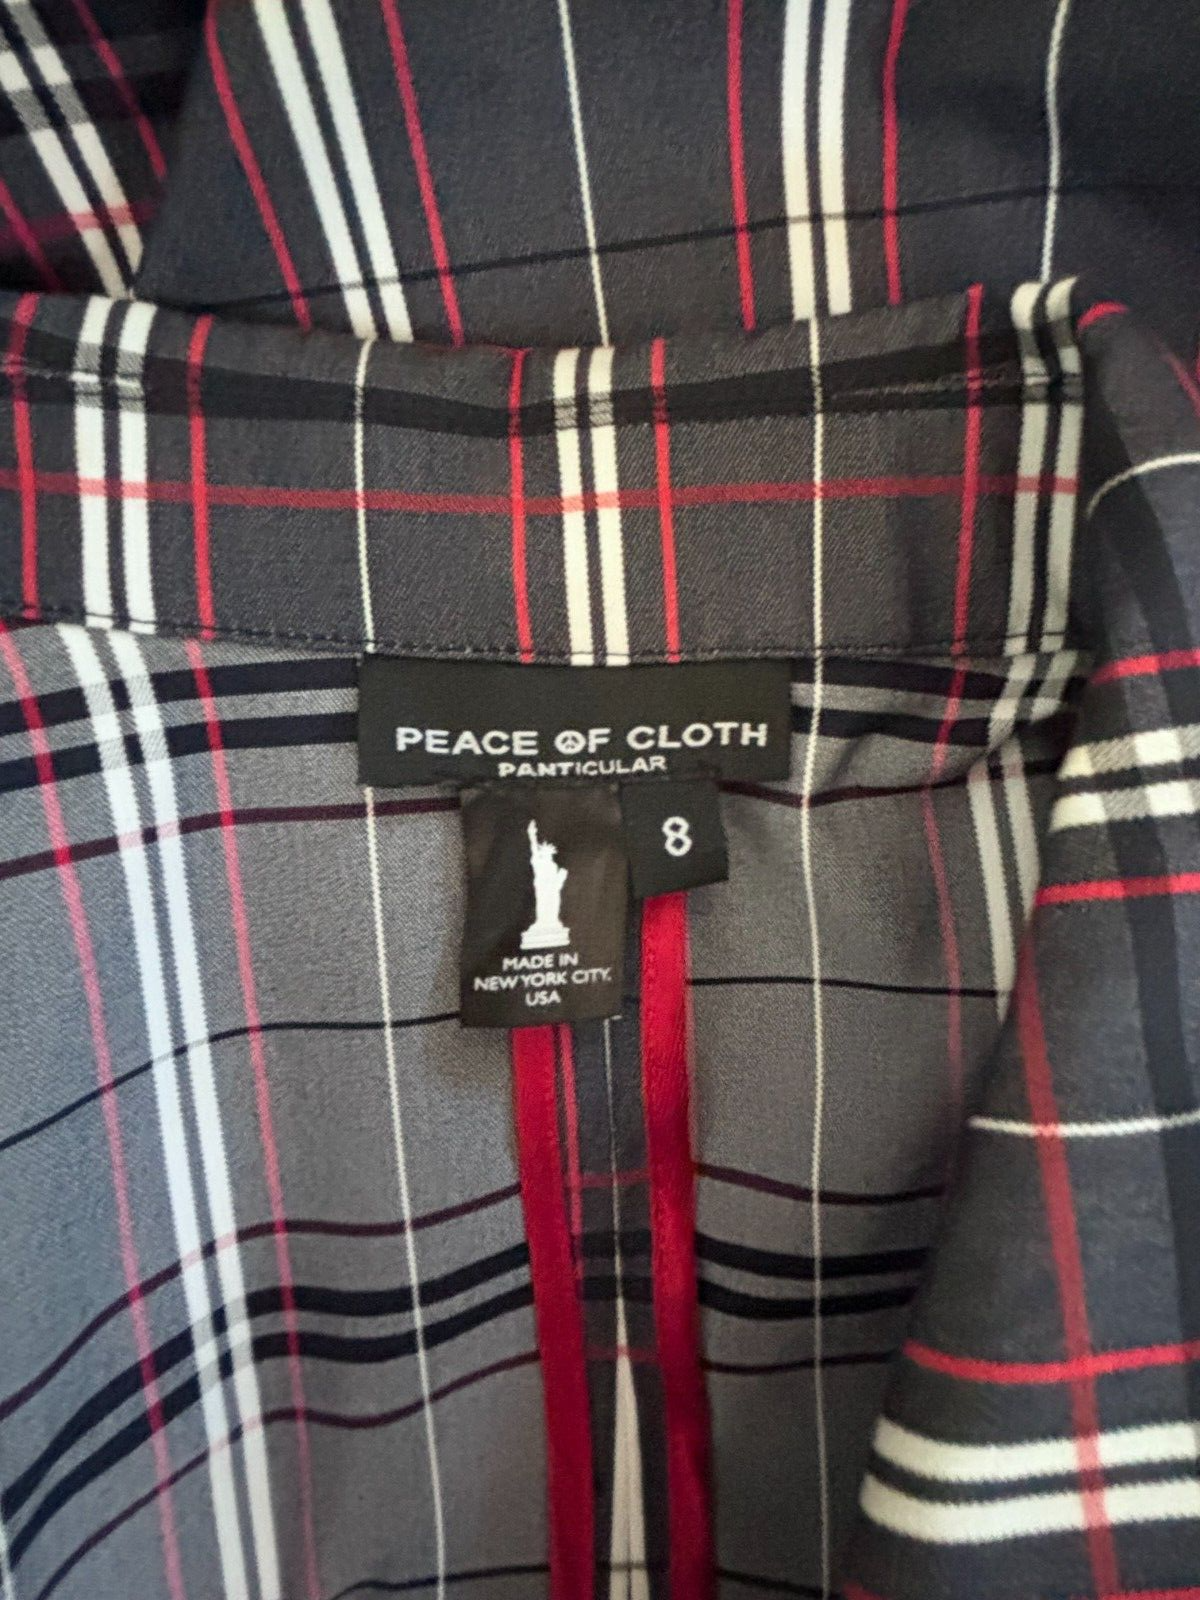 PEACE OF CLOTH
PANTICULAR
8
MADE IN
NEW YORK CITY,
USA